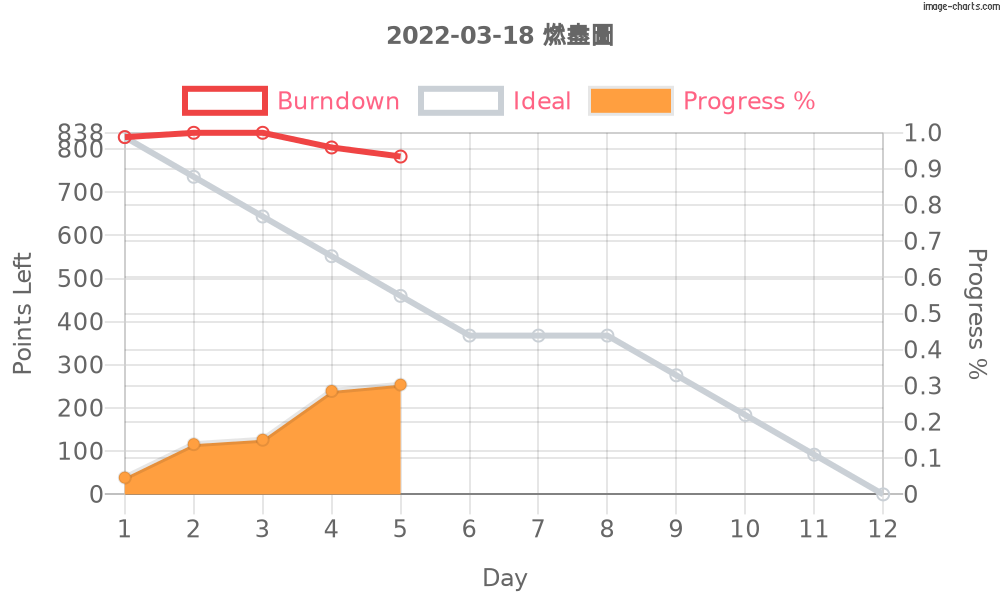 image-charts.com
2022-03-18 燃盡圖
Burndown Ideal Progress %
838 1.0
800 0.9
700 0.8
600 0.7
500 0.6
400 0.5
300 0.4
200 0.3
100 0.2
0 0.1
0
Points Left
Progress %
1 2 3 4 5 6 7 8 9 10 11 12
Day